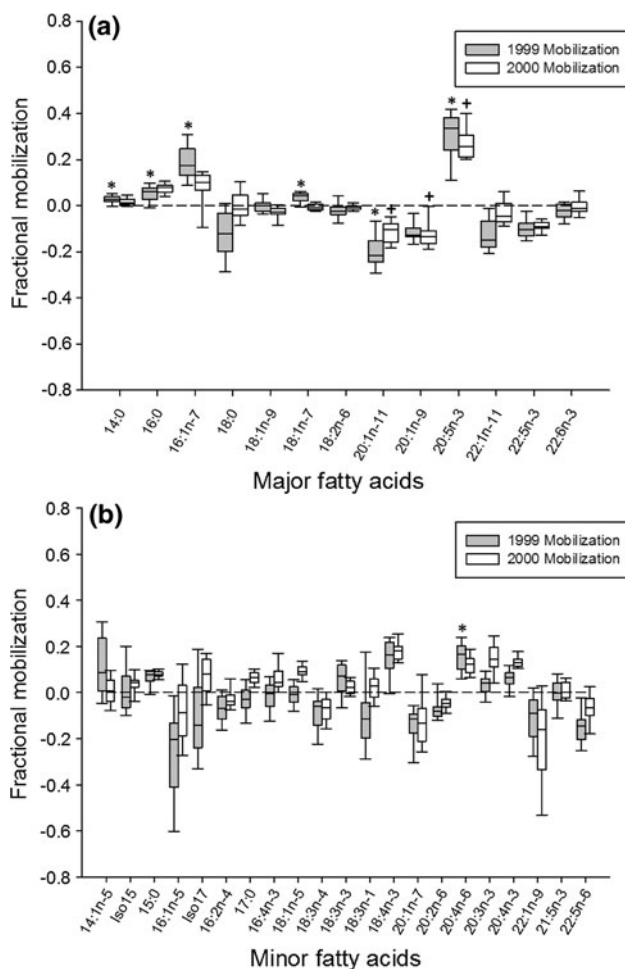 (a)
1999 Mobilization
2000 Mobilization
Fractional mobilization
0.8
0.6
0.4
0.2
0.0
-0.2
-0.4
-0.6
-0.8
* * * * * + + * +
14:0 16:0 16:1n-7 18:0 18:1n-9 18:1n-7 18:2n-6 20:1n-11 20:1n-9 20:5n-3 22:1n-11 22:5n-3 22:6n-3
Major fatty acids
(b)
1999 Mobilization
2000 Mobilization
Fractional mobilization
0.8
0.6
0.4
0.2
0.0
-0.2
-0.4
-0.6
-0.8
*
14:1n-5 Iso15 15:0 16:1n-5 Iso17 16:2n-4 17:0 16:4n-3 18:1n-5 18:3n-4 18:3n-3 18:3n-1 18:4n-3 20:1n-7 20:2n-6 20:4n-6 20:3n-3 20:4n-3 22:1n-9 21:5n-3 22:5n-6
Minor fatty acids